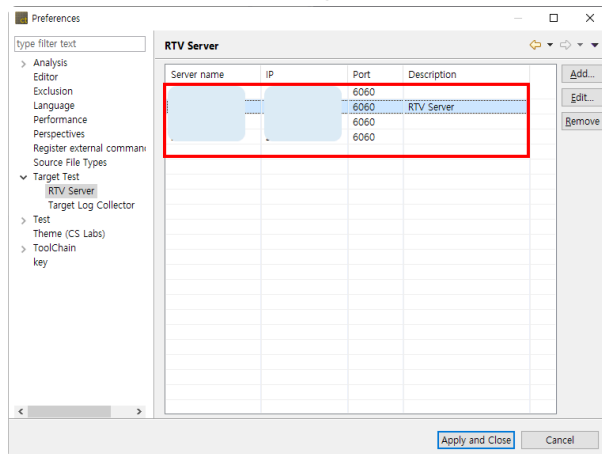 Preferences
type filter text
RTV Server
Analysis
Editor
Exclusion
Language
Performance
Perspectives
Register external comman
Source File Types
Target Test
RTV Server
Target Log Collector
Test
Theme (CS Labs)
ToolChain
key
Server name IP Port Description
6060
6060 RTV Server
6060
6060
Add...
Edit...
Remove
Apply and Close Cancel